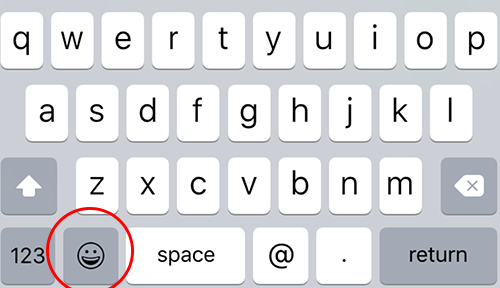 q w e r t y u i o p
a s d f g h j k l
z x c v b n m
123 space @ . return